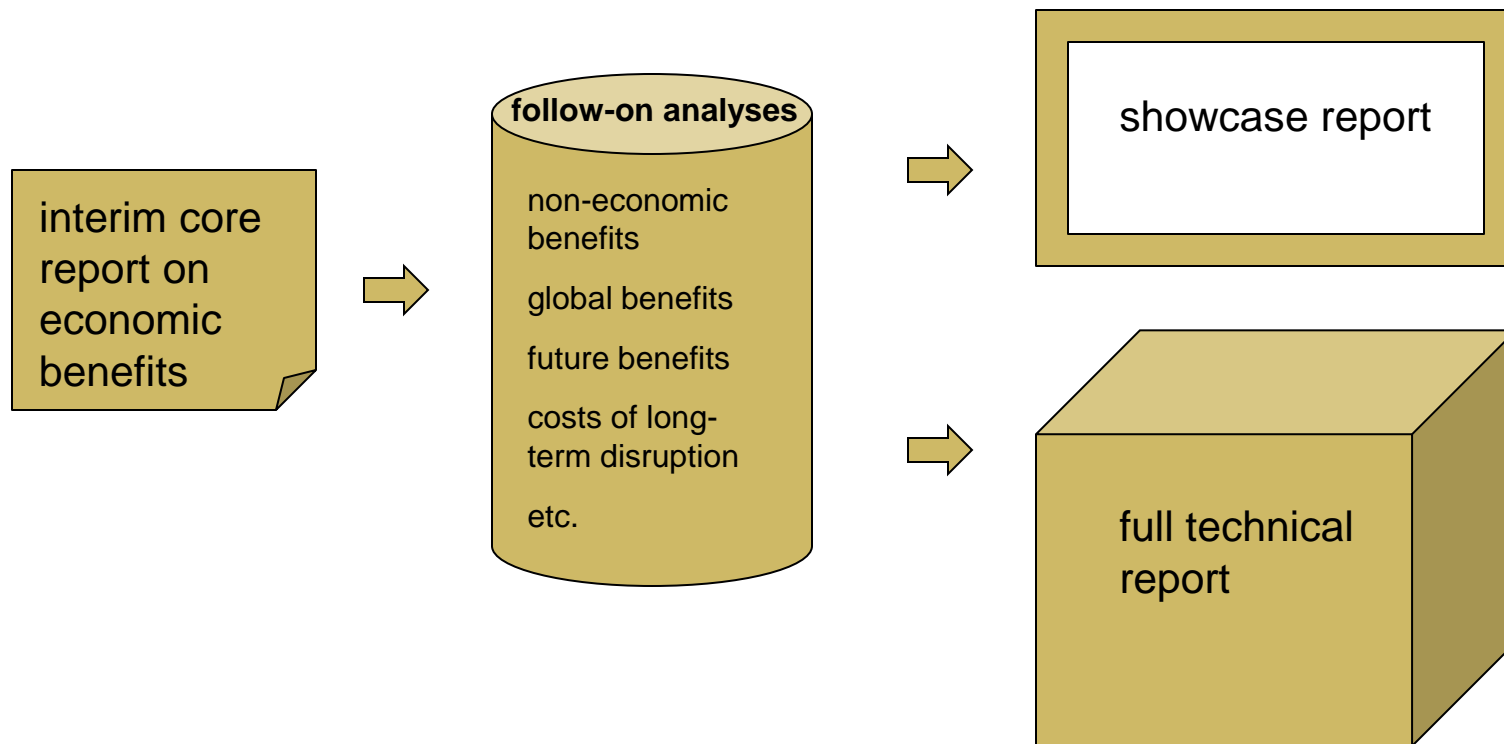 interim core
report on
economic
benefits
follow-on analyses
non-economic
benefits
global benefits
future benefits
costs of long-
term disruption
etc.
showcase report
full technical
report